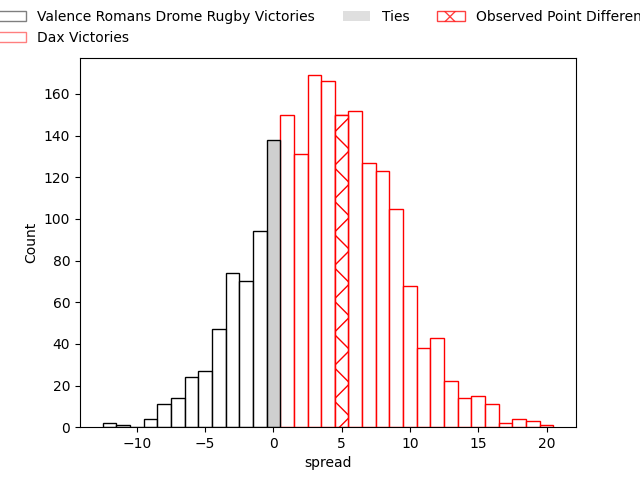 Valence Romans Drome Rugby Victories
Ties
Observed Point Differen
Dax Victories
160
140
120
100
80
60
40
20
0
Count
−10
−5
0
5
10
15
20
spread